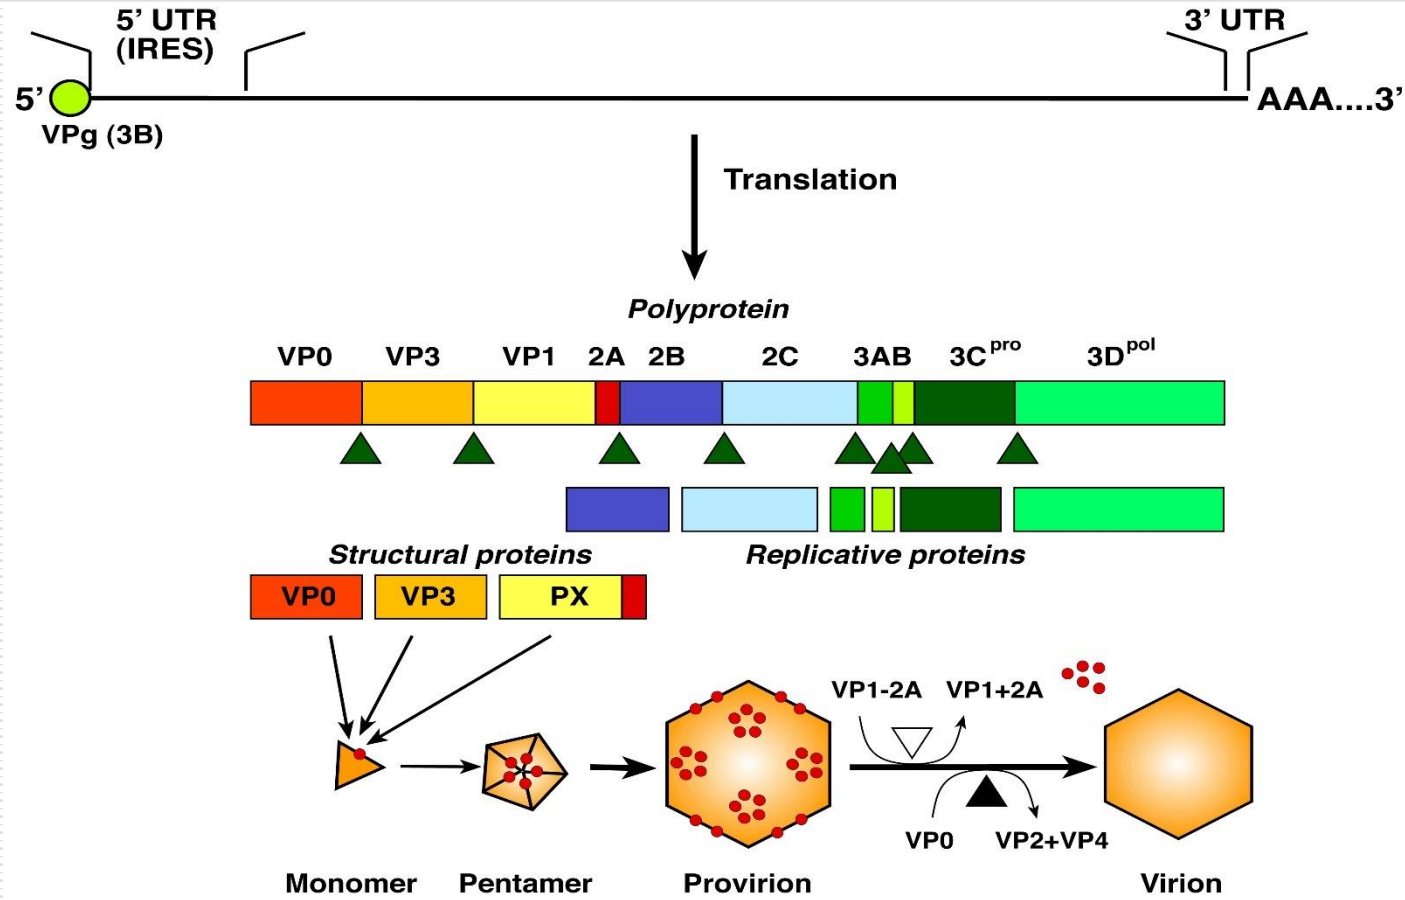 5’ UTR
(IRES)
3’ UTR
5’
AAA....3’
VPg (3B)
Translation
Polyprotein
VP0 VP3 VP1 2A 2B 2C 3AB 3Cpro 3Dpol
Structural proteins
Replicative proteins
VP0 VP3 PX
VP1-2A VP1+2A
VP0 VP2+VP4
Monomer Pentamer Provirion Virion